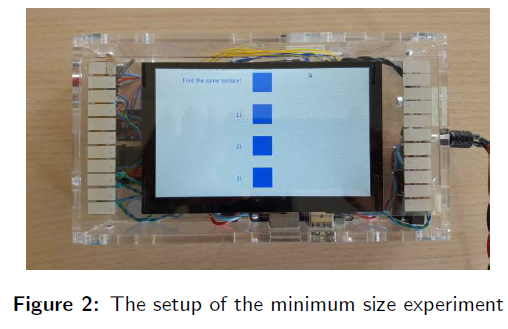 Find the same texture!
1)
2)
3)
Figure 2: The setup of the minimum size experiment